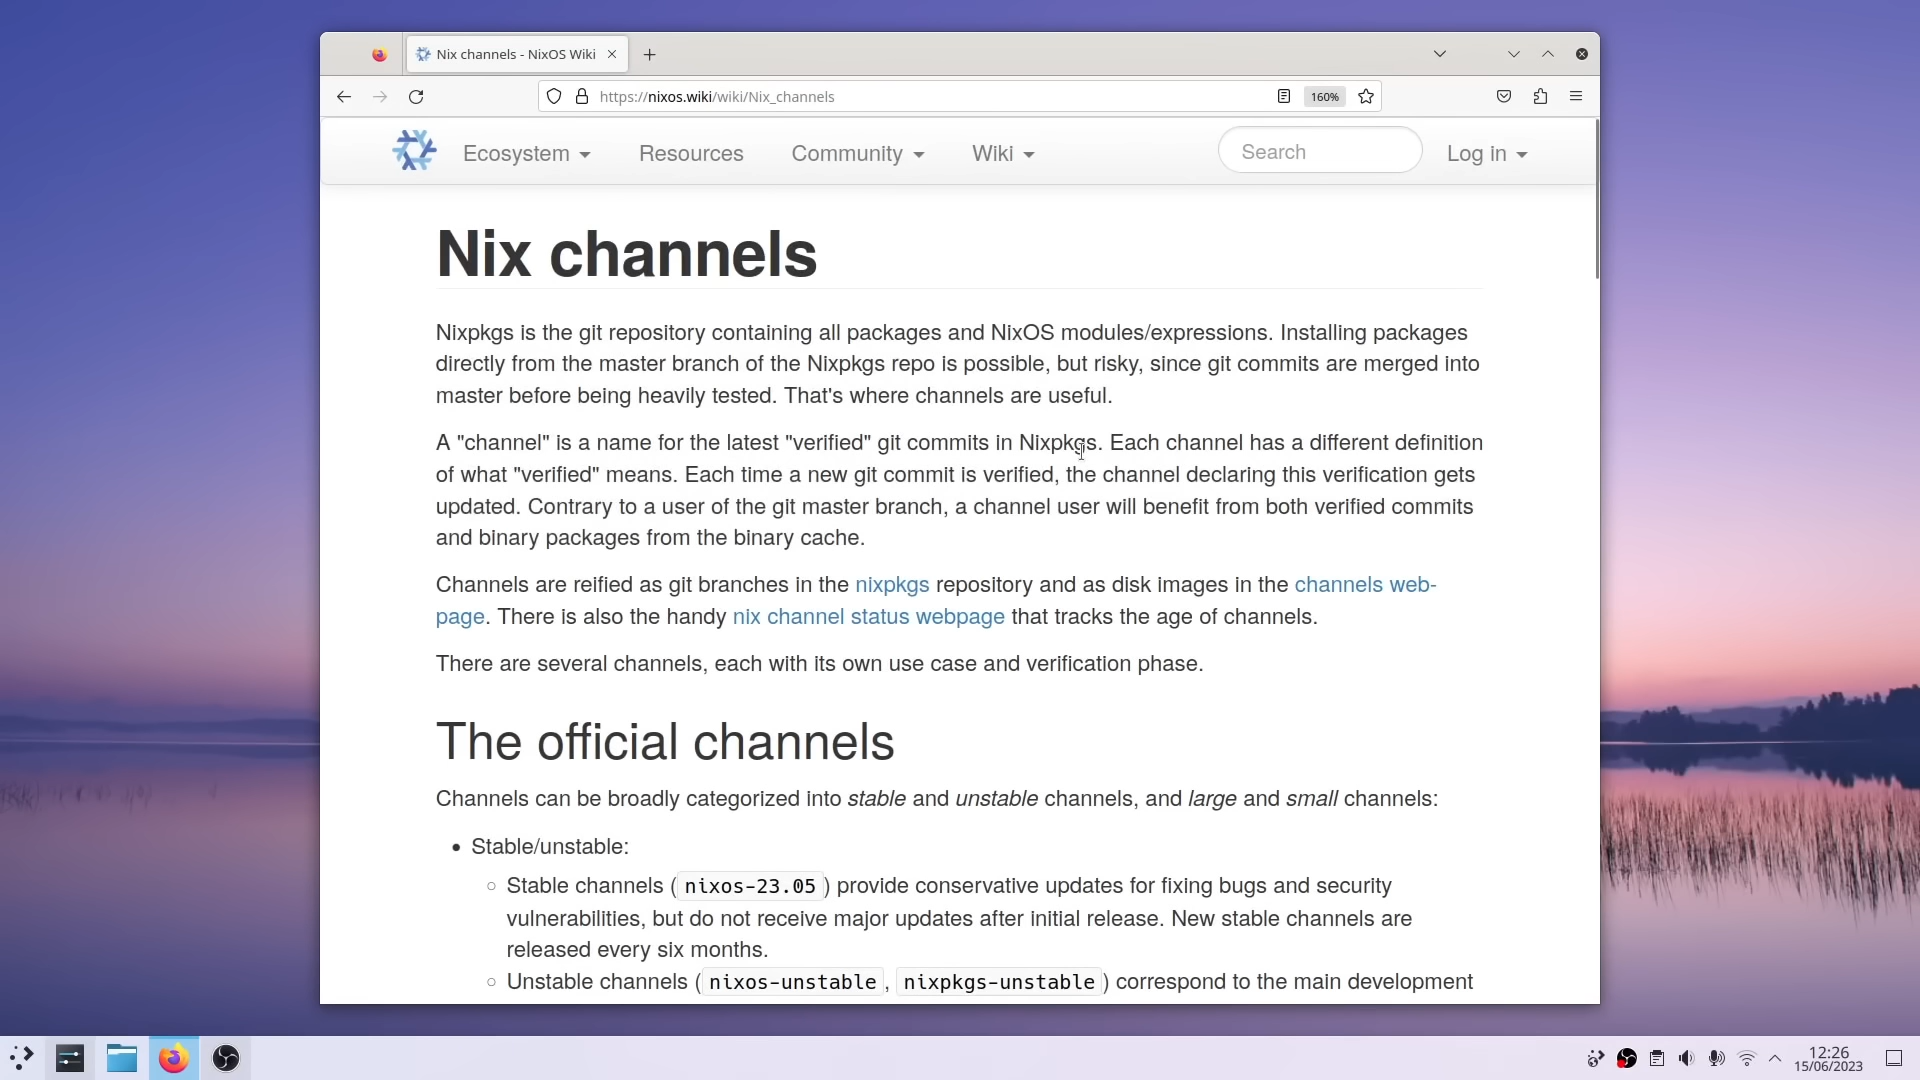 Nix channels - NixOS Wiki
https://nixos.wiki/wiki/Nix_channels
160%
Ecosystem Resources Community Wiki Search Log in
Nix channels
Nixpkgs is the git repository containing all packages and NixOS modules/expressions. Installing packages
directly from the master branch of the Nixpkgs repo is possible, but risky, since git commits are merged into
master before being heavily tested. That's where channels are useful.
A "channel" is a name for the latest "verified" git commits in Nixpkgs. Each channel has a different definition
of what "verified" means. Each time a new git commit is verified, the channel declaring this verification gets
updated. Contrary to a user of the git master branch, a channel user will benefit from both verified commits
and binary packages from the binary cache.
Channels are reified as git branches in the nixpkgs repository and as disk images in the channels web-
page. There is also the handy nix channel status webpage that tracks the age of channels.
There are several channels, each with its own use case and verification phase.
The official channels
Channels can be broadly categorized into stable and unstable channels, and large and small channels:
• Stable/unstable:
◦ Stable channels (nixos-23.05) provide conservative updates for fixing bugs and security
vulnerabilities, but do not receive major updates after initial release. New stable channels are
released every six months.
◦ Unstable channels (nixos-unstable, nixpkgs-unstable) correspond to the main development
12:26
15/06/2023